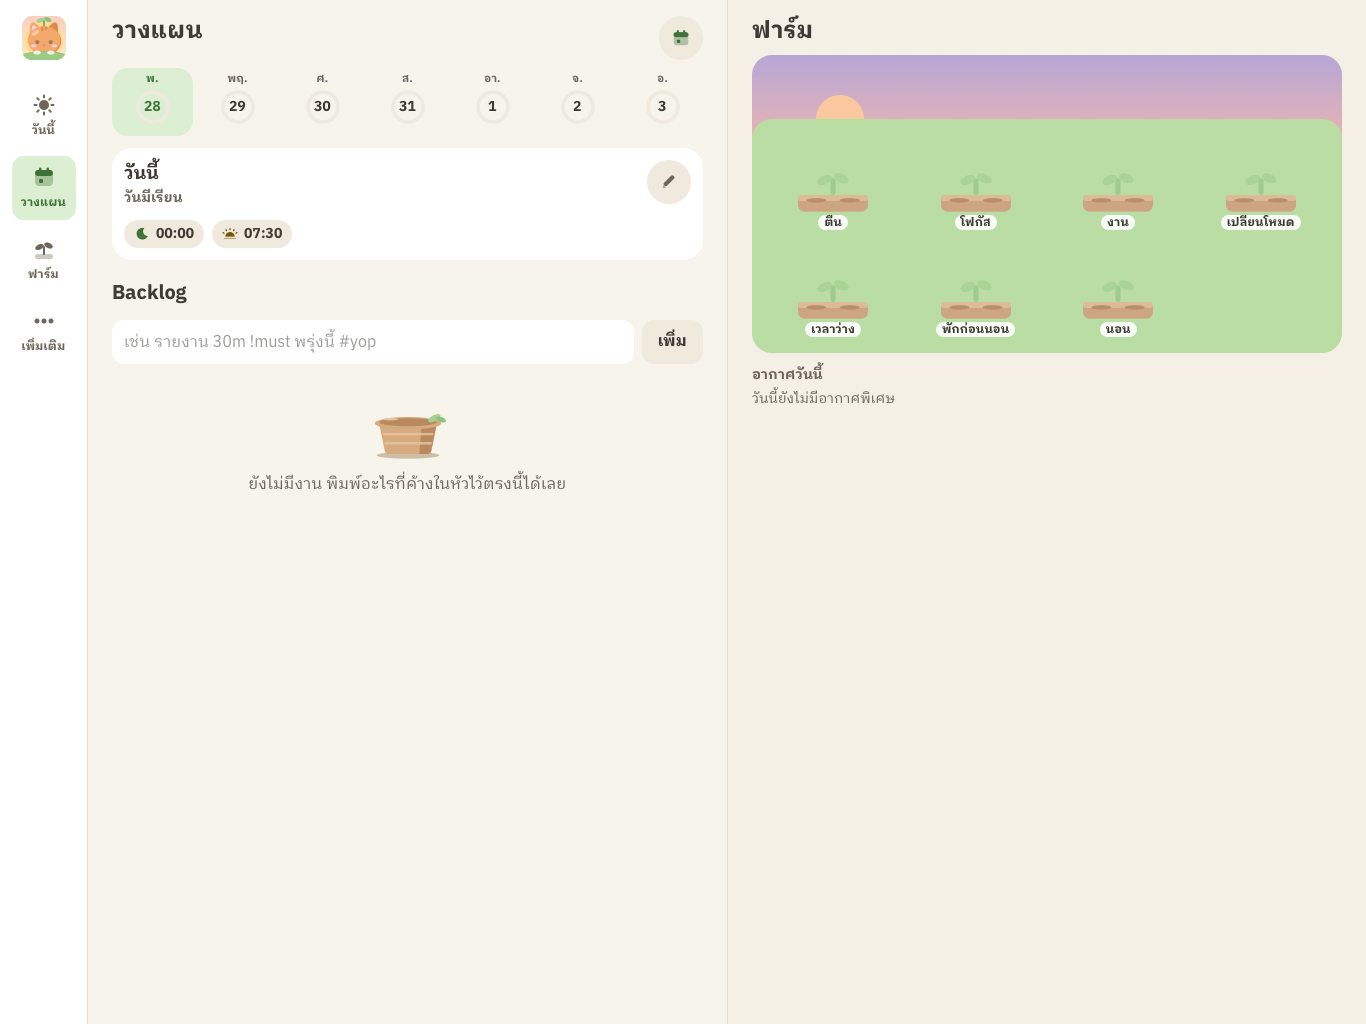 วันนี้
วางแผน
ฟาร์ม
เพิ่มเติม
วางแผน
พ. พฤ. ศ. ส. อา. จ. อ.
28 29 30 31 1 2 3
วันนี้
วันมีเรียน
00:00 07:30
Backlog
เช่น รายงาน 30m !must พรุ่งนี้ #yop
เพิ่ม
ยังไม่มีงาน พิมพ์อะไรที่ค้างในหัวไว้ตรงนี้ได้เลย
ฟาร์ม
ตื่น โฟกัส งาน เปลี่ยนโหมด
เวลาว่าง พักก่อนนอน นอน
อากาศวันนี้
วันนี้ยังไม่มีอากาศพิเศษ